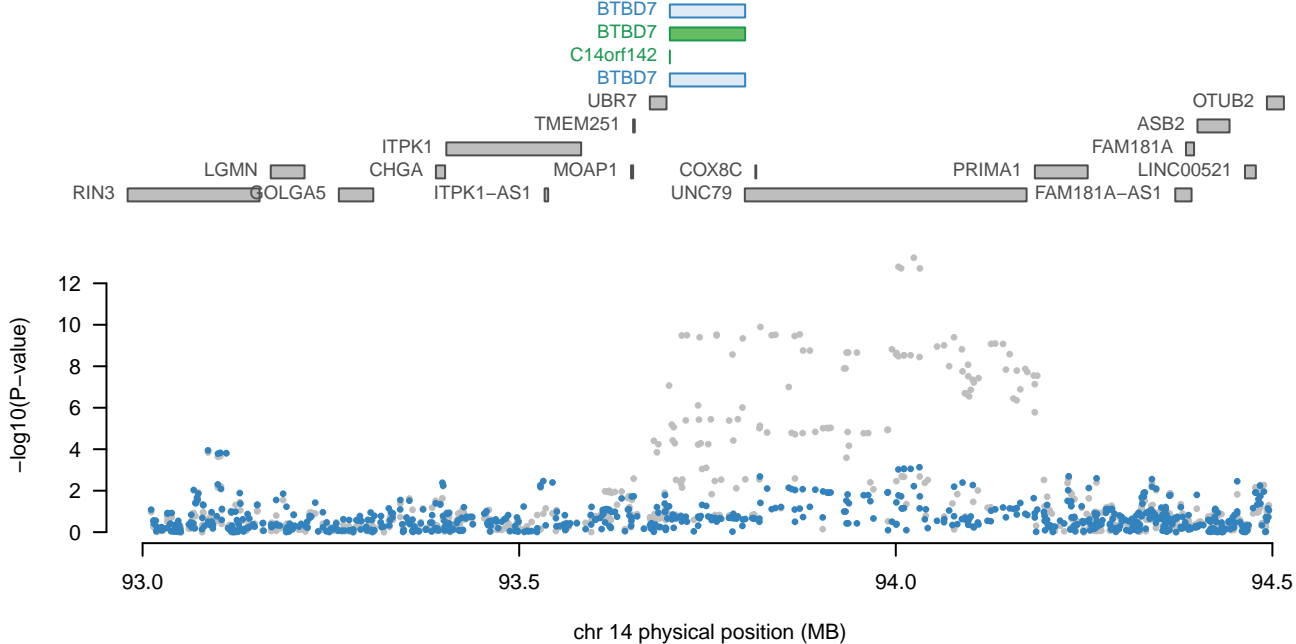 BTBD7
BTBD7
C14orf142
BTBD7
UBR7 OTUB2
TMEM251 ASB2
ITPK1 FAM181A
LGMN CHGA MOAP1 COX8C PRIMA1 LINC00521
RIN3 GOLGA5 ITPK1−AS1 UNC79 FAM181A−AS1
12
10
8
6
4
2
0
−log10(P−value)
93.0 93.5 94.0 94.5
chr 14 physical position (MB)